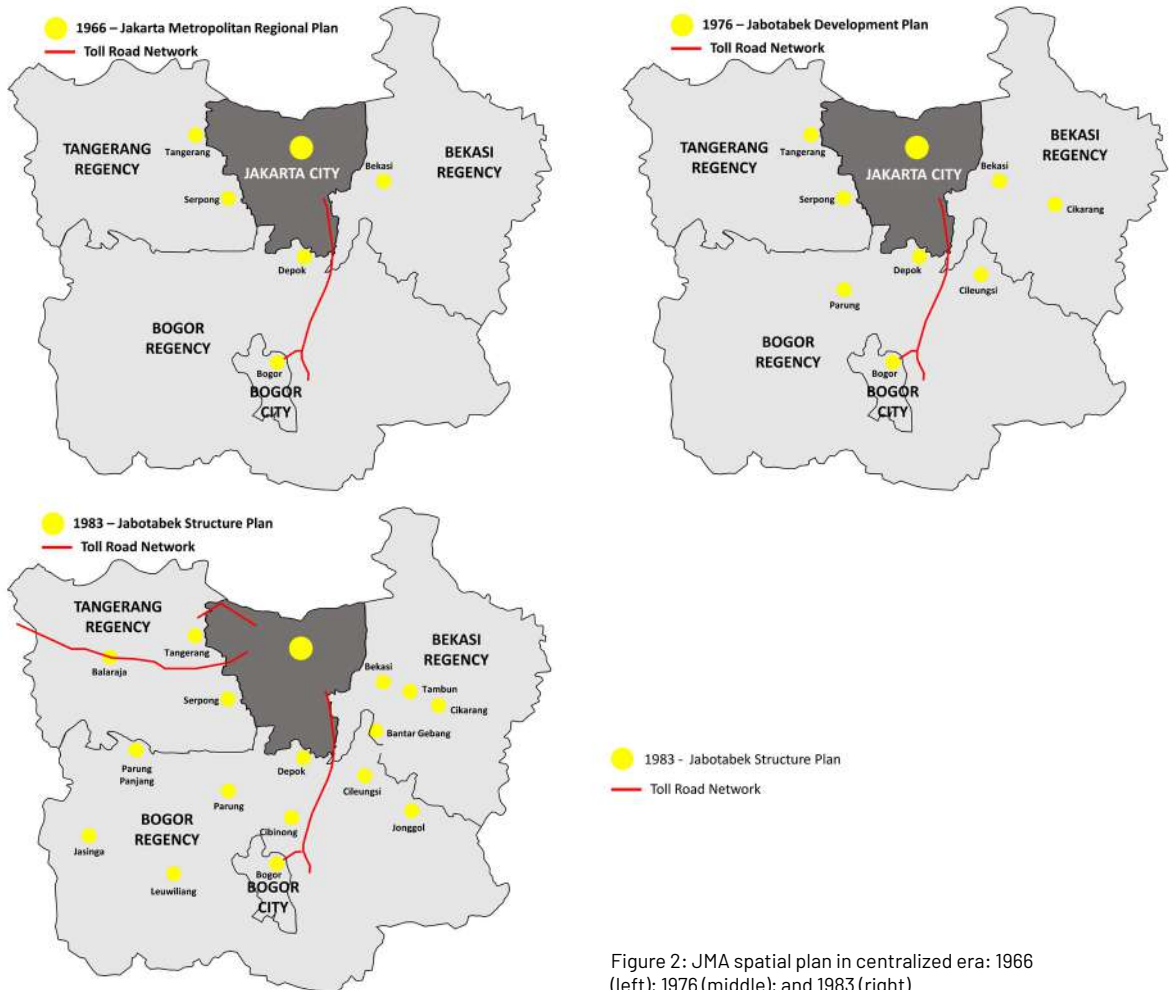 1966 – Jakarta Metropolitan Regional Plan
Toll Road Network
TANGERANG
REGENCY
Tangerang
JAKARTA CITY
BEKASI
REGENCY
Bekasi
Serpong
Depok
BOGOR
REGENCY
Bogor
BOGOR
CITY
1976 – Jabotabek Development Plan
Toll Road Network
TANGERANG
REGENCY
Tangerang
JAKARTA CITY
BEKASI
REGENCY
Bekasi
Serpong
Cikarang
Depok
Cileungsi
Parung
BOGOR
REGENCY
Bogor
BOGOR
CITY
1983 – Jabotabek Structure Plan
Toll Road Network
TANGERANG
REGENCY
Tangerang
Balaraja
BEKASI
REGENCY
Bekasi
Tambun
Serpong
Cikarang
Bantar Gebang
Parung
Panjang
Depok
Cileungsi
Parung
Cibinong
Jonggol
BOGOR
REGENCY
Jasinga
Leuwiliang
Bogor
BOGOR
CITY
1983 - Jabotabek Structure Plan
Toll Road Network
Figure 2: JMA spatial plan in centralized era: 1966
(left); 1976 (middle); and 1983 (right)